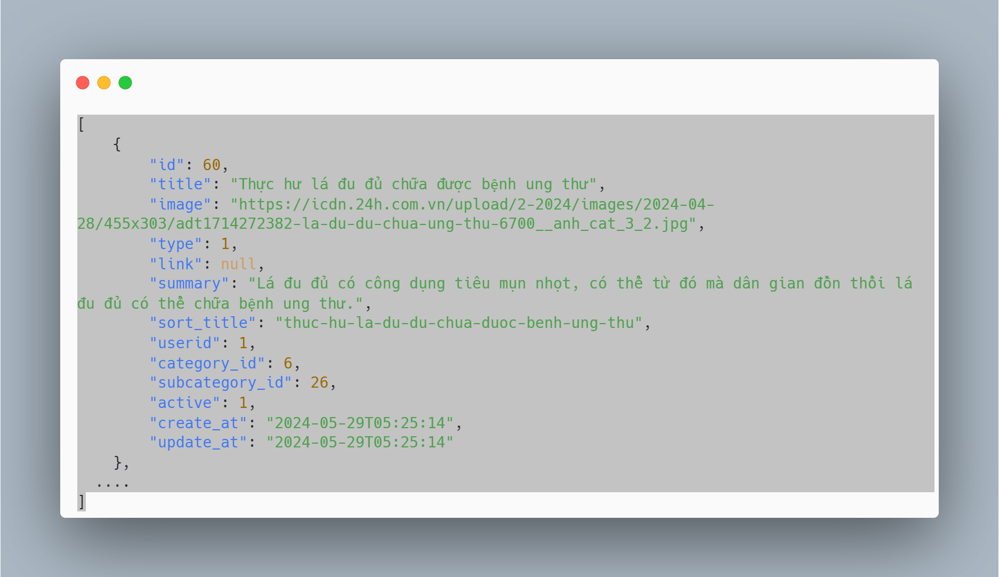 [
    {
        "id": 60,
        "title": "Thực hư lá đu đủ chữa được bệnh ung thư",
        "image": "https://icdn.24h.com.vn/upload/2-2024/images/2024-04-
28/455x303/adt1714272382-la-du-du-chua-ung-thu-6700__anh_cat_3_2.jpg",
        "type": 1,
        "link": null,
        "summary": "Lá đu đủ có công dụng tiêu mụn nhọt, có thể từ đó mà dân gian đồn thổi lá
đu đủ có thể chữa bệnh ung thư.",
        "sort_title": "thuc-hu-la-du-du-chua-duoc-benh-ung-thu",
        "userid": 1,
        "category_id": 6,
        "subcategory_id": 26,
        "active": 1,
        "create_at": "2024-05-29T05:25:14",
        "update_at": "2024-05-29T05:25:14"
    },
  ....
]